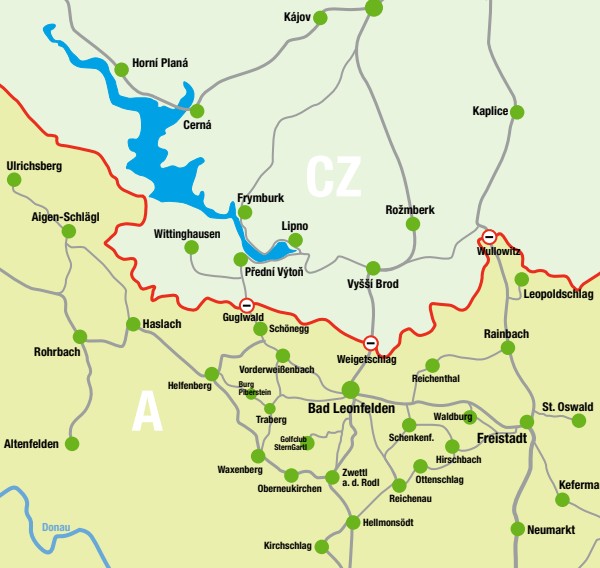 Kájov
Horní Planá
Černá
Kaplice
CZ
Ulrichsberg
Aigen-Schlägl
Frymburk
Rožmberk
Wittinghausen
Lipno
Wullowitz
Přední Výtoň
Vyšší Brod
Leopoldschlag
Guglwald
Haslach
Schönegg
Rainbach
Rohrbach
Weigetschlag
Vorderweißenbach
Reichenthal
Helfenberg
Burg
Piberstein
A
Traberg
Bad Leonfelden
Waldburg
St. Oswald
Altenfelden
Golfclub
SternGartl
Schenkenf.
Freistadt
Hirschbach
Waxenberg
Oberneukirchen
Zwettl
a. d. Rodl
Ottenschlag
Keferma
Reichenau
Donau
Hellmonsödt
Neumarkt
Kirchschlag